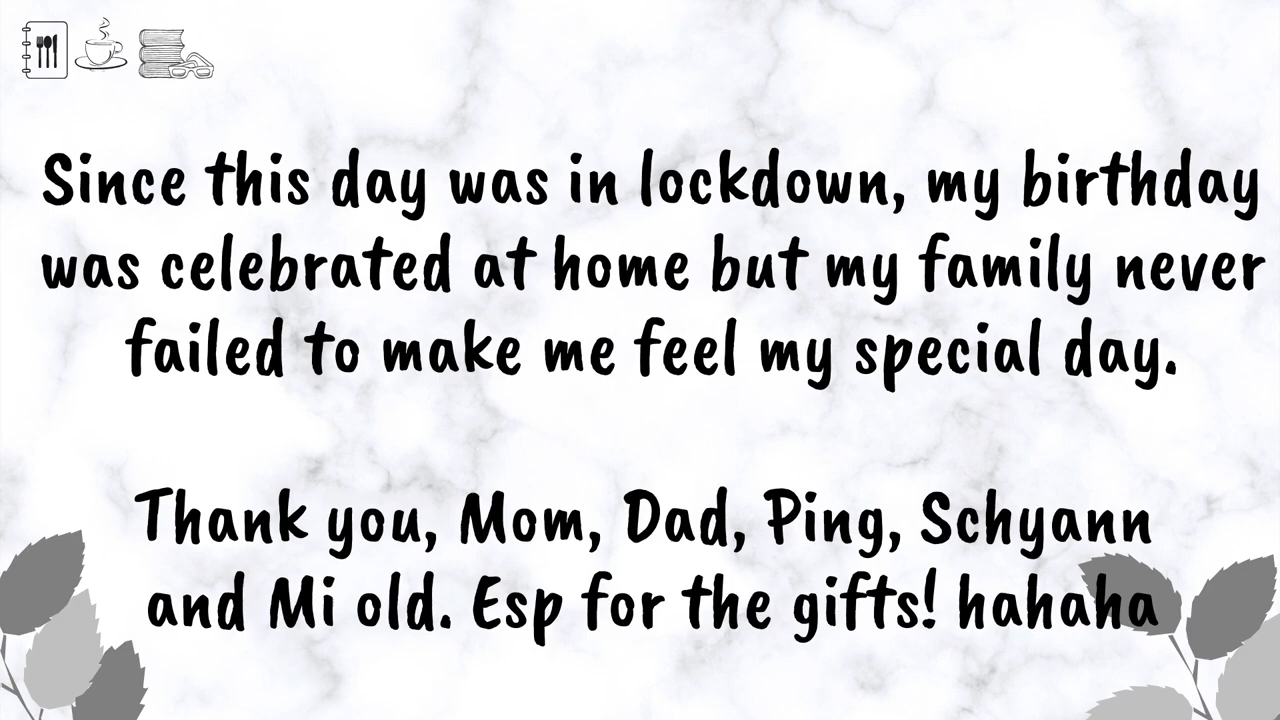 Since this day was in lockdown, my birthday
was celebrated at home but my family never
failed to make me feel my special day.
Thank you, Mom, Dad, Ping, Schyann
and Mi old. Esp for the gifts! hahaha